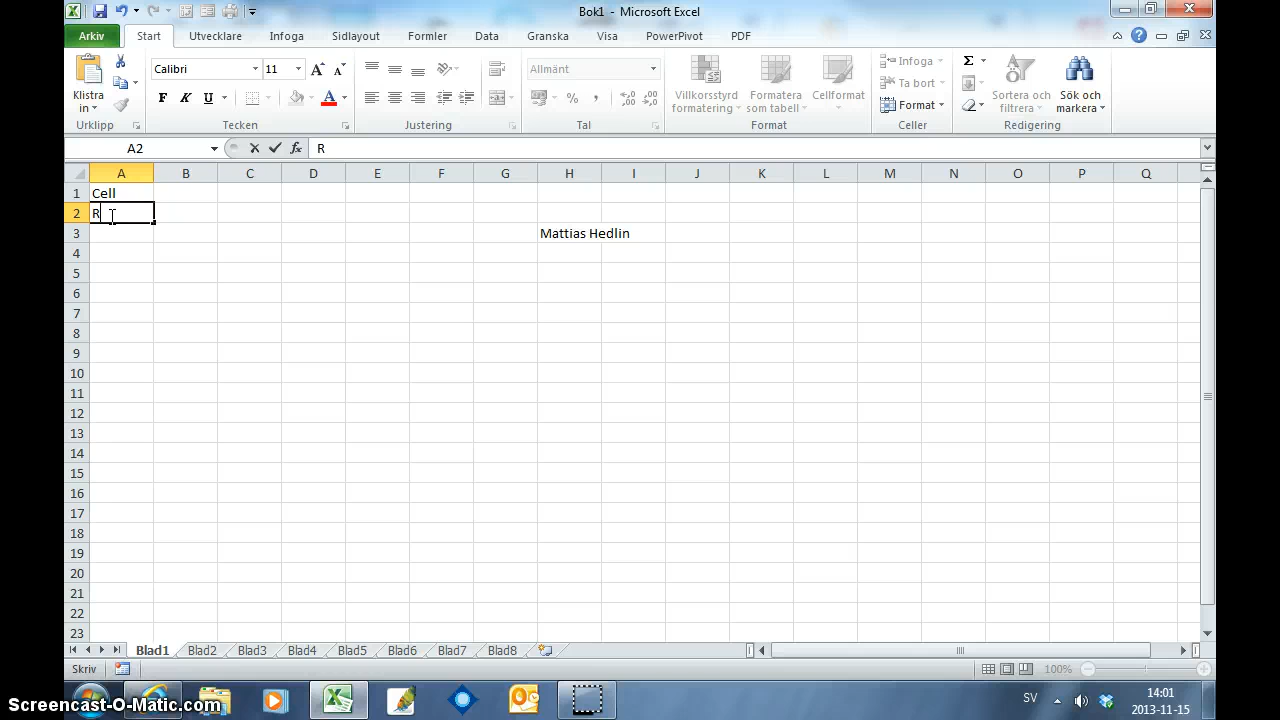 Bok1 - Microsoft Excel
Arkiv Start Utvecklare Infoga Sidlayout Formler Data Granska Visa PowerPivot PDF
Klistra in
Urklipp
Calibri 11
F K U A
Tecken
Justering
Allmänt
% ,
Tal
Villkorsstyrd formatering
Formatera som tabell
Cellformat
Format
Infoga
Ta bort
Format
Celler
Σ
Sortera och filtrera
Sök och markera
Redigering
A2 fx R
A B C D E F G H I J K L M N O P Q
1 Cell
2 R
3 Mattias Hedlin
4
5
6
7
8
9
10
11
12
13
14
15
16
17
18
19
20
21
22
23
Blad1 Blad2 Blad3 Blad4 Blad5 Blad6 Blad7 Blad8
Skriv 100%
Screencast-O-Matic.com
SV 14:01
2013-11-15